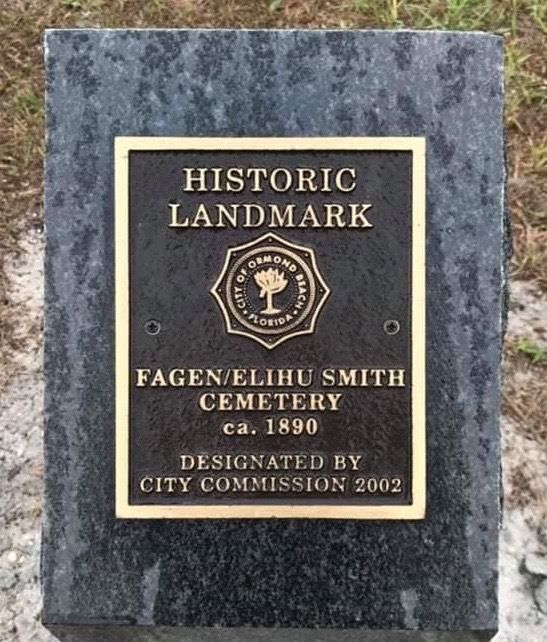 HISTORIC
LANDMARK
CITY OF ORMOND BEACH
FLORIDA
FAGEN/ELIHU SMITH
CEMETERY
ca. 1890
DESIGNATED BY
CITY COMMISSION 2002